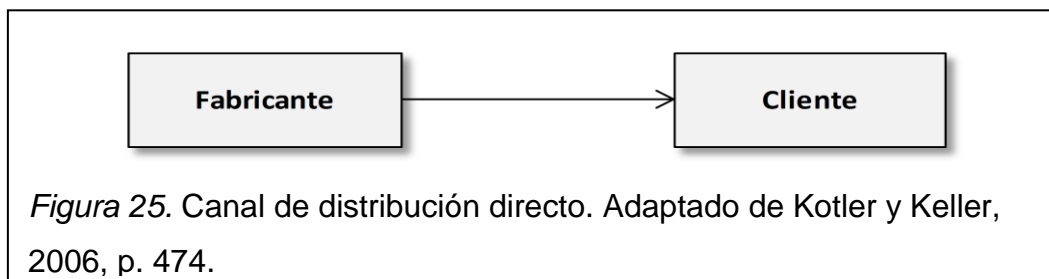 Fabricante
Cliente
Figura 25. Canal de distribución directo. Adaptado de Kotler y Keller,
2006, p. 474.